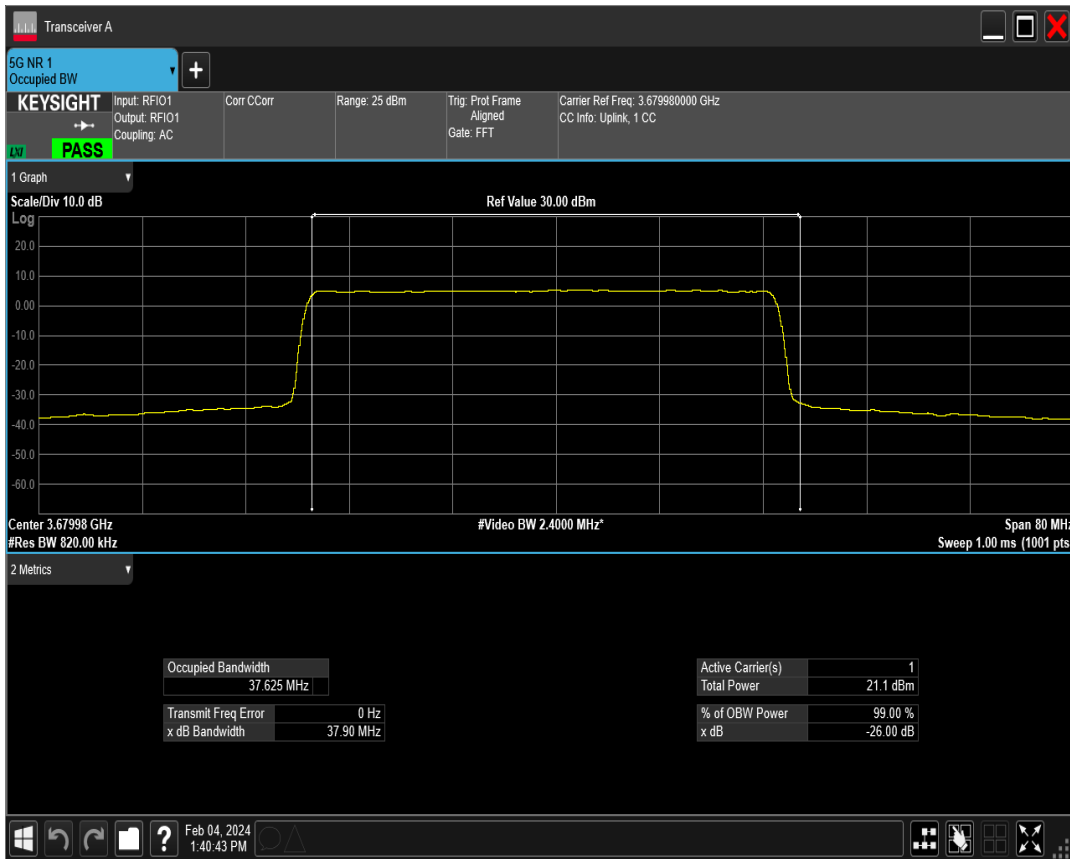 Transceiver A
5G NR 1
Occupied BW
KEYSIGHT
LXI
PASS
Input: RFIO1
Output: RFIO1
Coupling: AC
Corr CCorr
Range: 25 dBm
Trig: Prot Frame
Aligned
Gate: FFT
Carrier Ref Freq: 3.679980000 GHz
CC Info: Uplink, 1 CC
1 Graph
Scale/Div 10.0 dB
Ref Value 30.00 dBm
Log
20.0
10.0
0.00
-10.0
-20.0
-30.0
-40.0
-50.0
-60.0
Center 3.67998 GHz
#Video BW 2.4000 MHz*
Span 80 MHz
#Res BW 820.00 kHz
Sweep 1.00 ms (1001 pts
2 Metrics
Occupied Bandwidth
37.625 MHz
Transmit Freq Error 0 Hz
x dB Bandwidth 37.90 MHz
Active Carrier(s) 1
Total Power 21.1 dBm
% of OBW Power 99.00 %
x dB -26.00 dB
?
Feb 04, 2024
1:40:43 PM